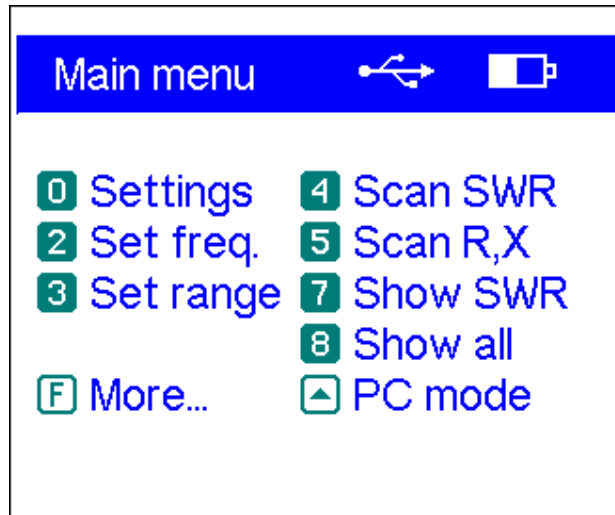 Main menu
0 Settings
2 Set freq.
3 Set range
F More...
4 Scan SWR
5 Scan R,X
7 Show SWR
8 Show all
PC mode